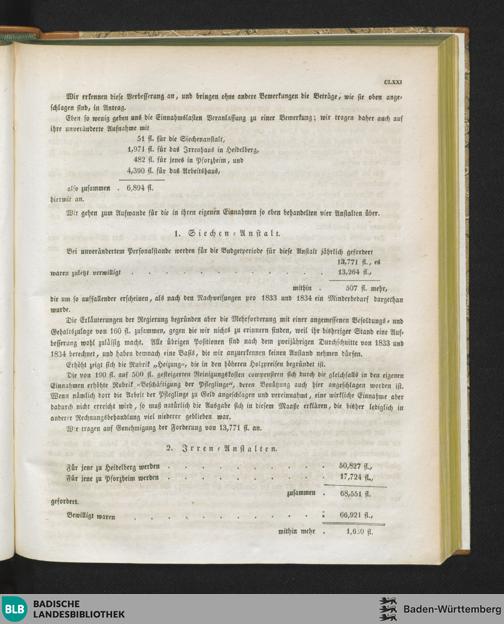 CLXXI
Wir erkennen diese Verbesserung an, und bringen ohne andere Bemerkungen die Beträge, wie sie oben ange-
schlagen sind, in Antrag.
Eben so wenig geben uns die Einnahmslasten Veranlassung zu einer Bemerkung; wir tragen daher auch auf
ihre unveränderte Aufnahme mit
51 fl. für die Siechenanstalt,
1,971 fl. für das Irrenhaus in Heidelberg,
482 fl. für jenes in Pforzheim, und
4,390 fl. für das Arbeitshaus,
also zusammen . 6,894 fl.
hiermit an.
Wir gehen zum Aufwande für die in ihren eigenen Einnahmen so eben behandelten vier Anstalten über.
1. Siechen-Anstalt.
Bei unverändertem Personalstande werden für die Budgetperiode für diese Anstalt jährlich gefordert
13,771 fl., es
waren zuletzt verwilligt . . . . . . . . . . . 13,264 fl.,
mithin . 507 fl. mehr,
die um so auffallender erscheinen, als nach den Nachweisungen pro 1833 und 1834 ein Minderbedarf dargethan
wurde.
Die Erläuterungen der Regierung begründen aber die Mehrforderung mit einer angemessenen Besoldungs- und
Gehaltszulage von 160 fl. zusammen, gegen die wir nichts zu erinnern finden, weil ihr bisheriger Stand eine Auf-
besserung wohl zulässig macht. Alle übrigen Positionen sind nach dem zweijährigen Durchschnitte von 1833 und
1834 berechnet, und haben demnach eine Basis, die wir anzuerkennen keinen Anstand nehmen dürfen.
Erhöht zeigt sich die Rubrik „Heizung", die in den höheren Holzpreisen begründet ist.
Die von 190 fl. auf 500 fl. gesteigerten Reinigungskosten compensiren sich durch die gleichfalls in den eigenen
Einnahmen erhöhte Rubrik „Beschäftigung der Pfleglinge", deren Benützung auch hier angeschlagen worden ist.
Wenn nämlich dort die Arbeit der Pfleglinge zu Geld angeschlagen und vereinnahmt, eine wirkliche Einnahme aber
dadurch nicht erreicht wird, so muß natürlich die Ausgabe sich in diesem Maaße erklären, die bisher lediglich in
anderer Rechnungsbehandlung viel niederer geblieben war.
Wir tragen auf Genehmigung der Forderung von 13,771 fl. an.
2. Irren-Anstalten.
Für jene zu Heidelberg werden . . . . . . . . . . 50,827 fl.,
Für jene zu Pforzheim werden . . . . . . . . . . 17,724 fl.,
zusammen . 68,551 fl.
gefordert.
Bewilligt waren . . . . . . . . . . 66,921 fl.,
mithin mehr . 1,630 fl.
BLB BADISCHE
LANDESBIBLIOTHEK
Baden-Württemberg